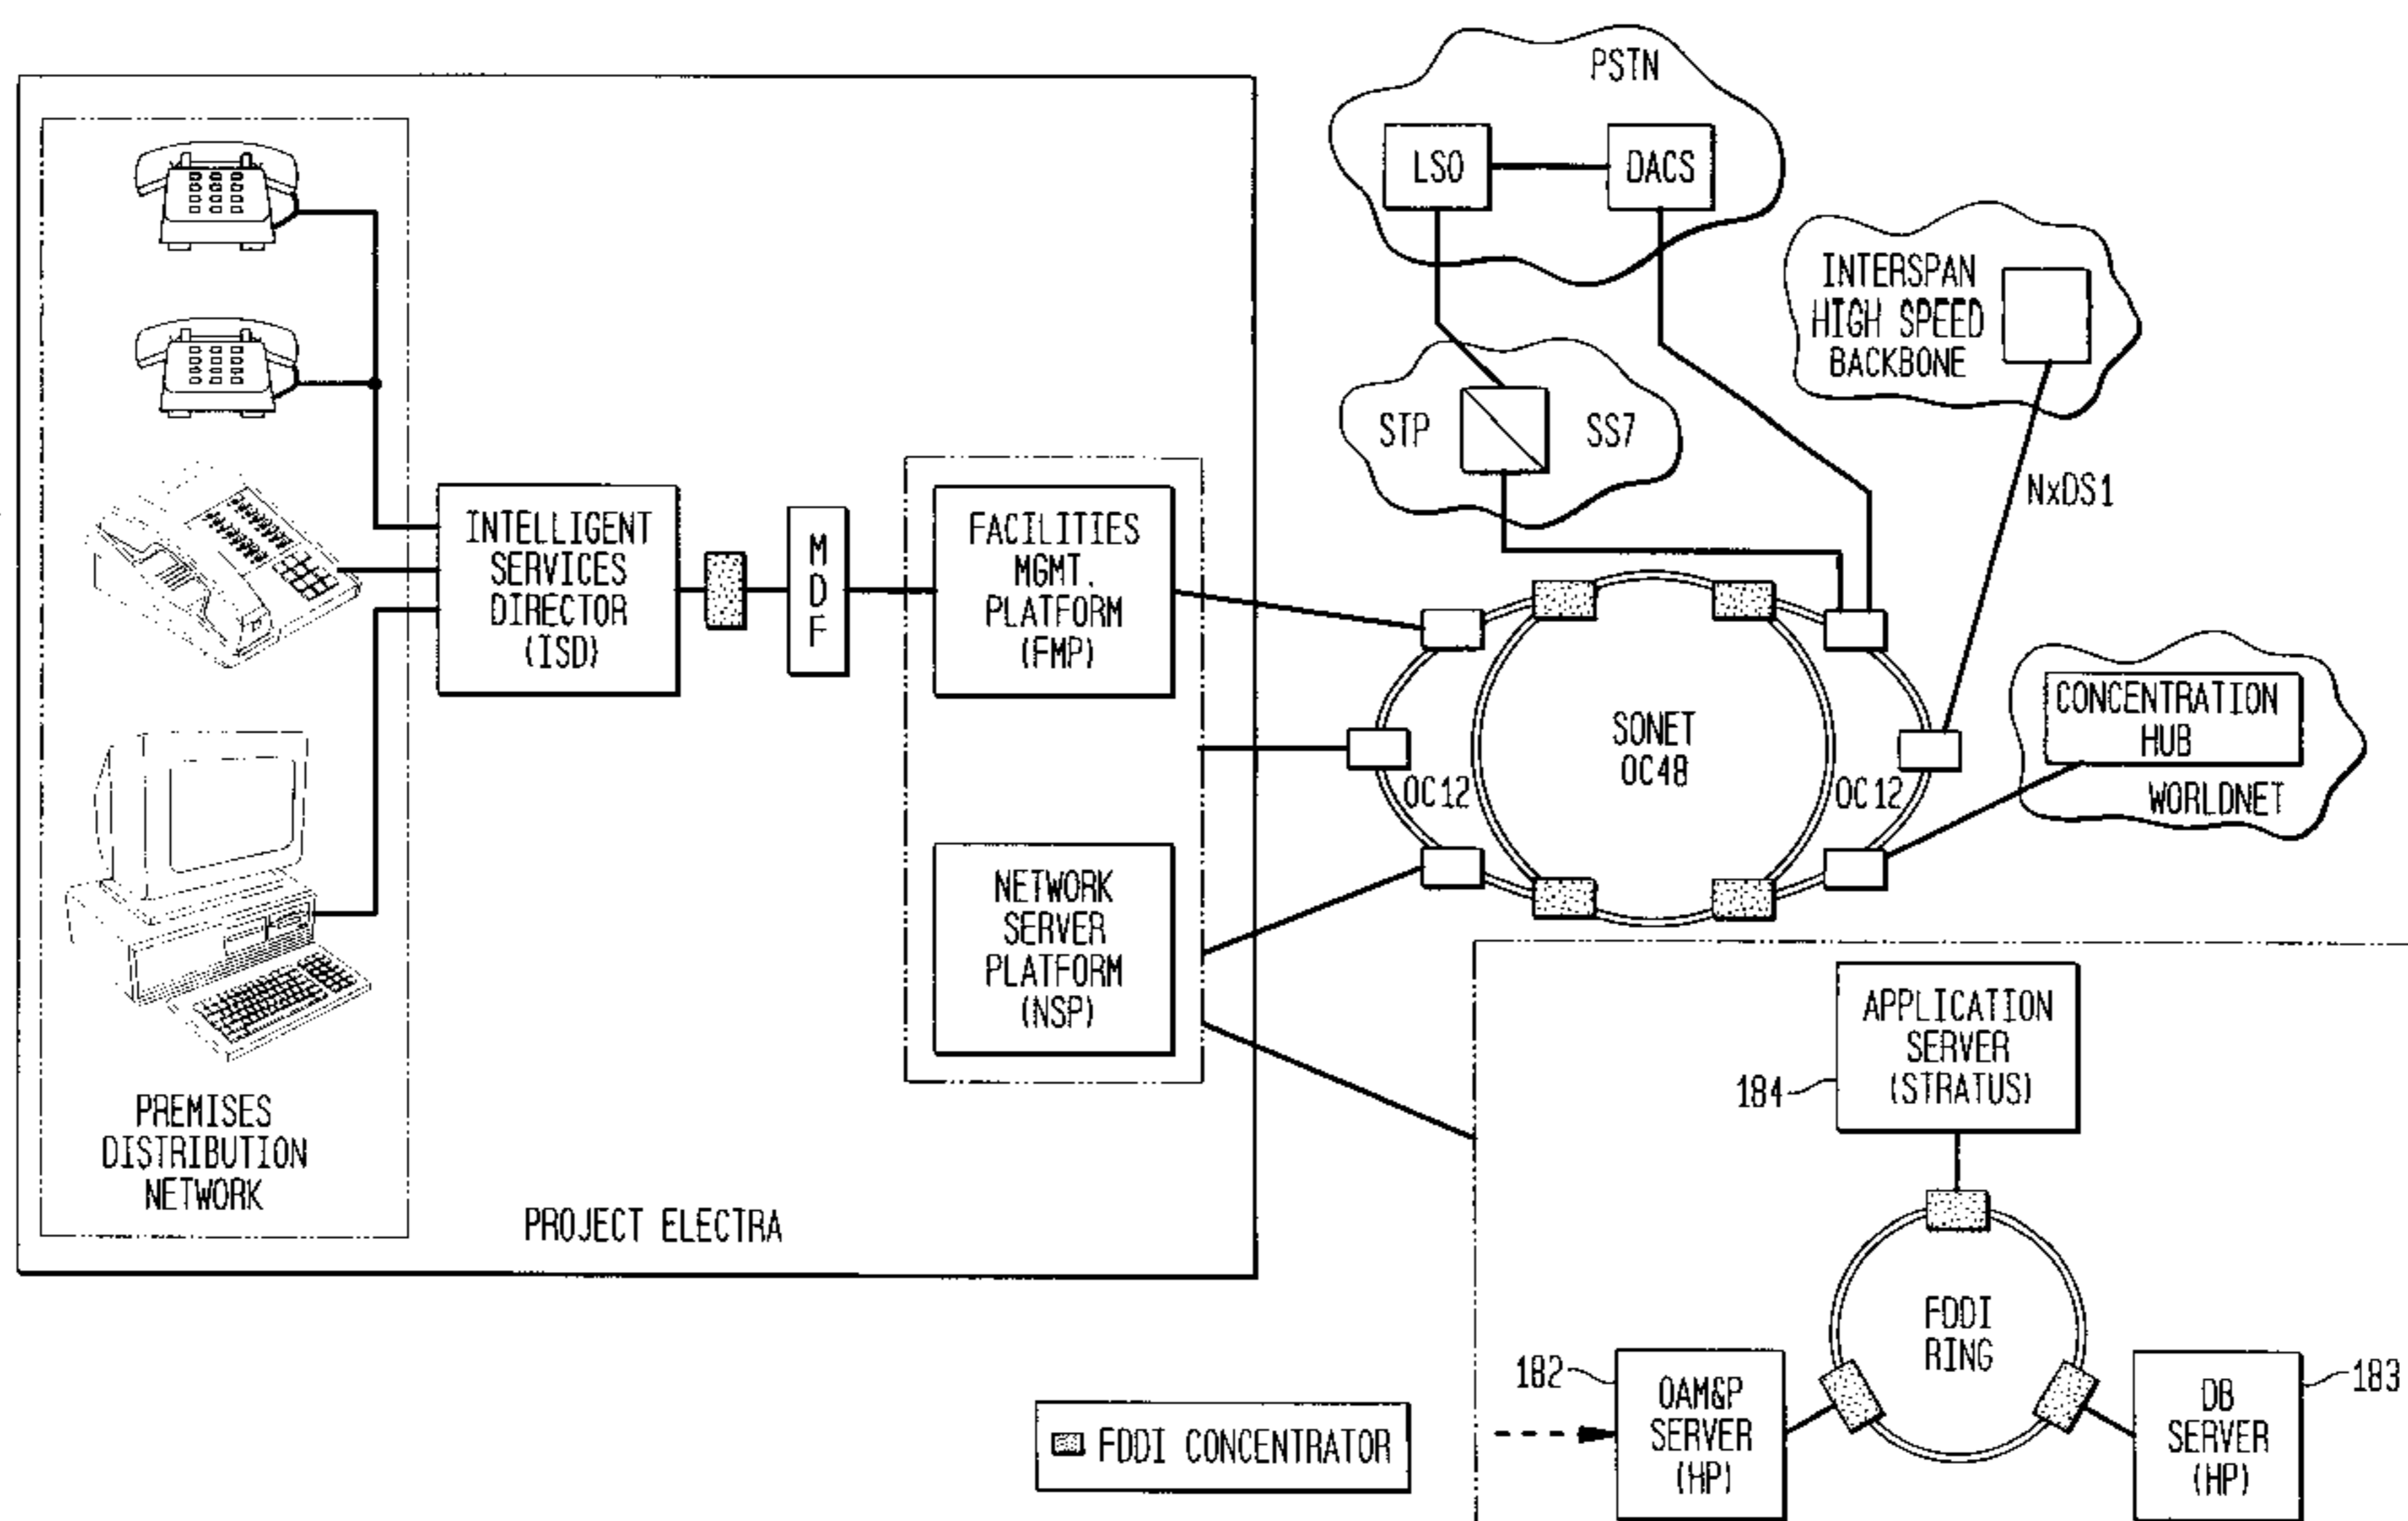 PSTN
LSO
DACS
INTERSPAN
HIGH SPEED
BACKBONE
STP
SS7
NxDS1
INTELLIGENT
SERVICES
DIRECTOR
(ISD)
M
D
F
FACILITIES
MGMT.
PLATFORM
(FMP)
SONET
OC48
OC12
OC12
CONCENTRATION
HUB
WORLDNET
NETWORK
SERVER
PLATFORM
(NSP)
PREMISES
DISTRIBUTION
NETWORK
PROJECT ELECTRA
APPLICATION
SERVER
(STRATUS)
184
FDDI
RING
182
OAM&P
SERVER
(HP)
DB
SERVER
(HP)
183
FDDI CONCENTRATOR